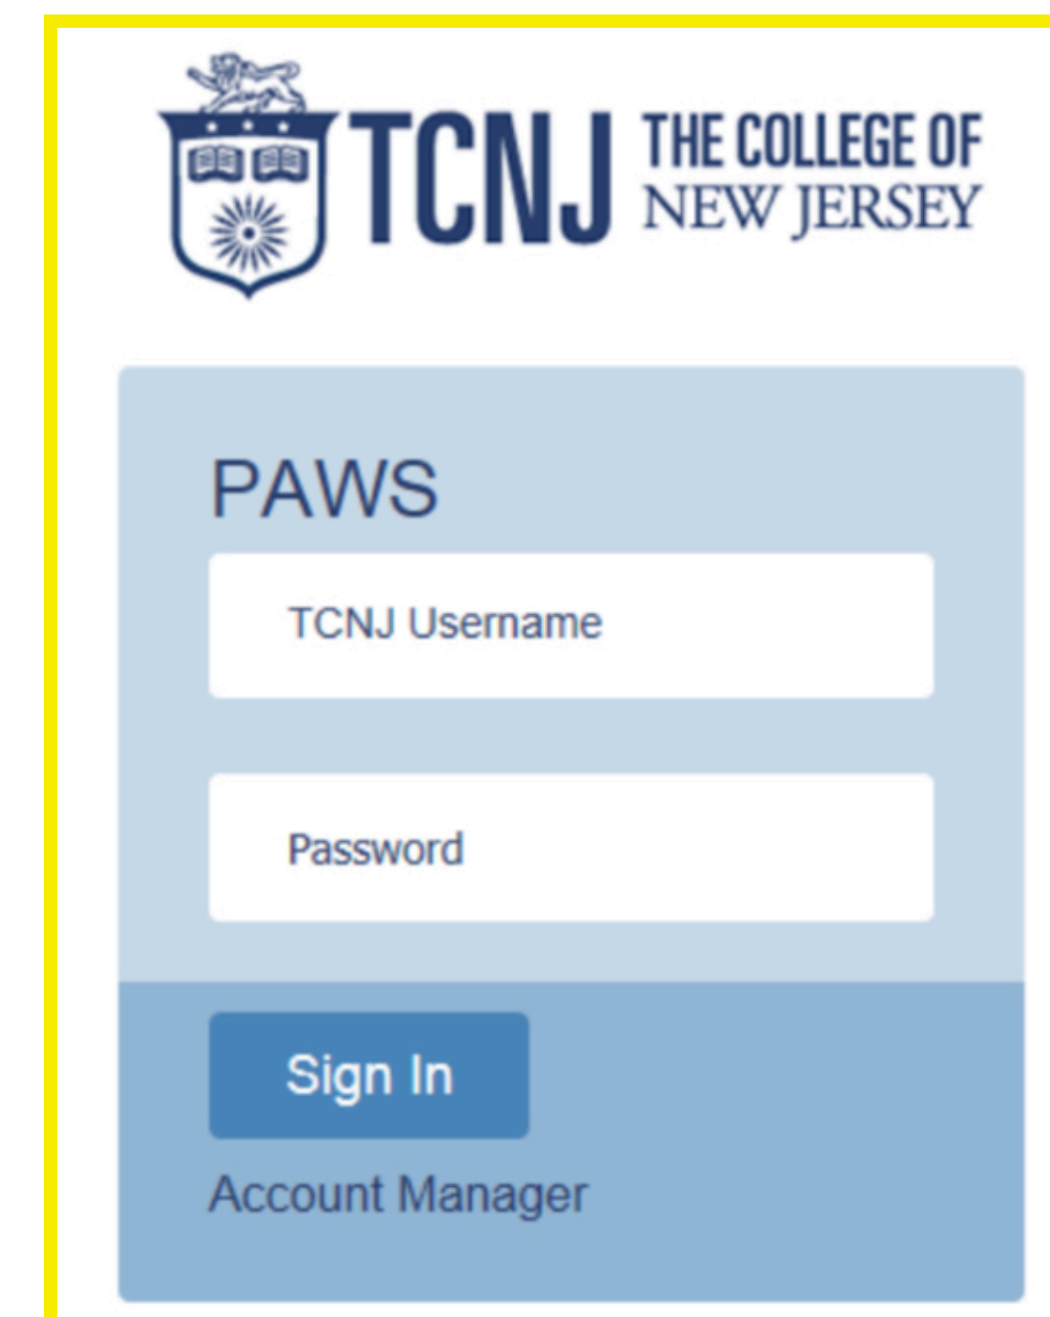 TCNJ THE COLLEGE OF
NEW JERSEY
PAWS
TCNJ Username
Password
Sign In
Account Manager